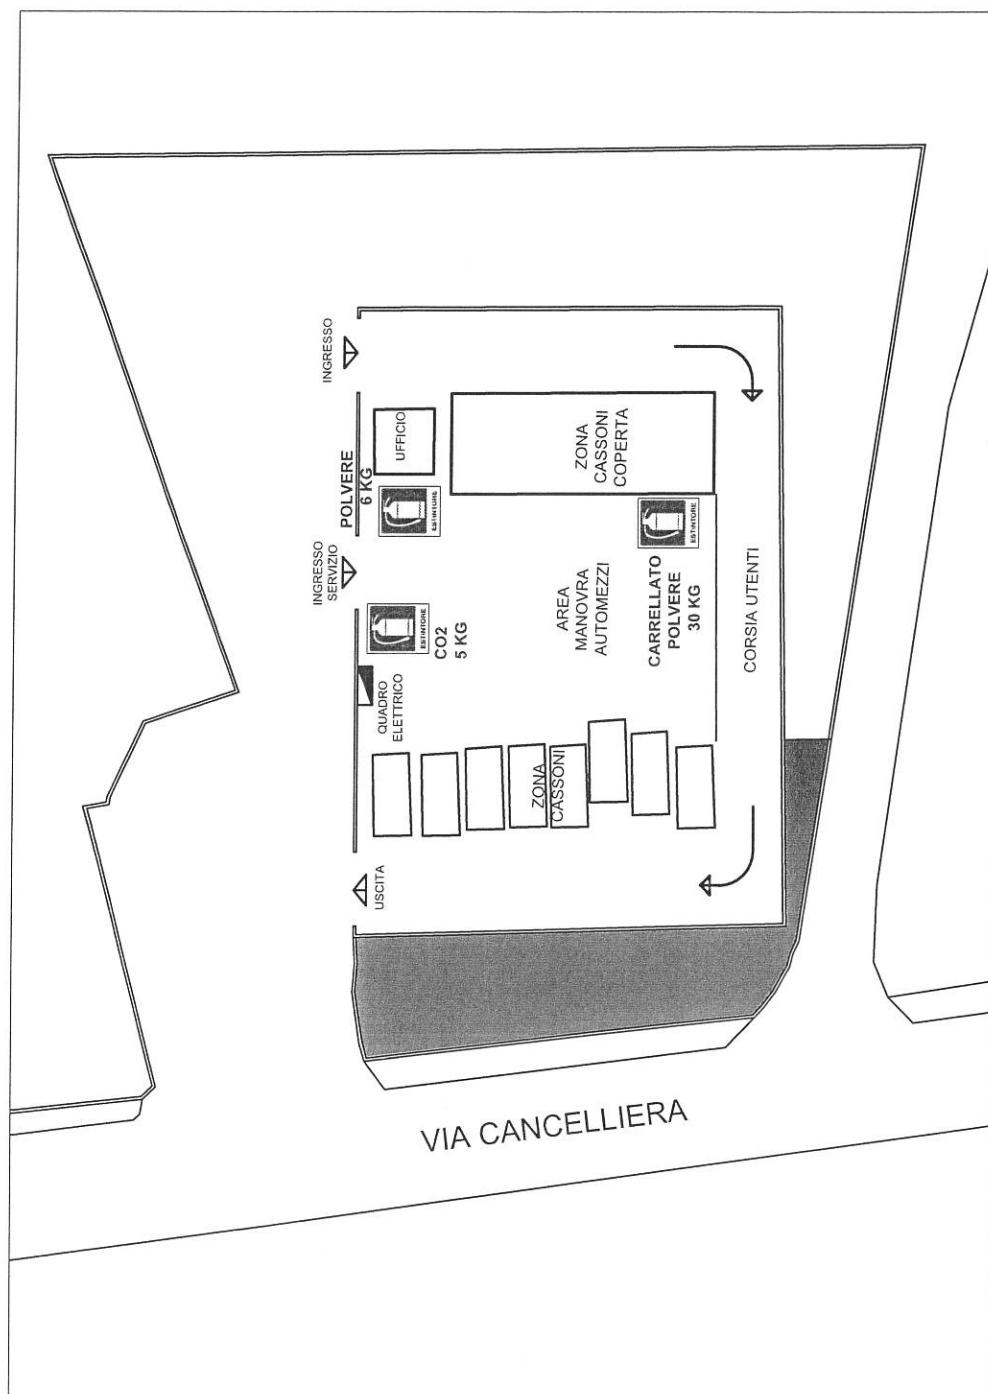 INGRESSO
UFFICIO
POLVERE
6 KG
ESTINTORE
ZONA
CASSONI
COPERTA
INGRESSO
SERVIZIO
ESTINTORE
CO2
5 KG
AREA
MANOVRA
AUTOMEZZI
ESTINTORE
CARRELLATO
POLVERE
30 KG
CORSIA UTENTI
QUADRO
ELETTRICO
ZONA
CASSONI
USCITA
VIA CANCELLIERA